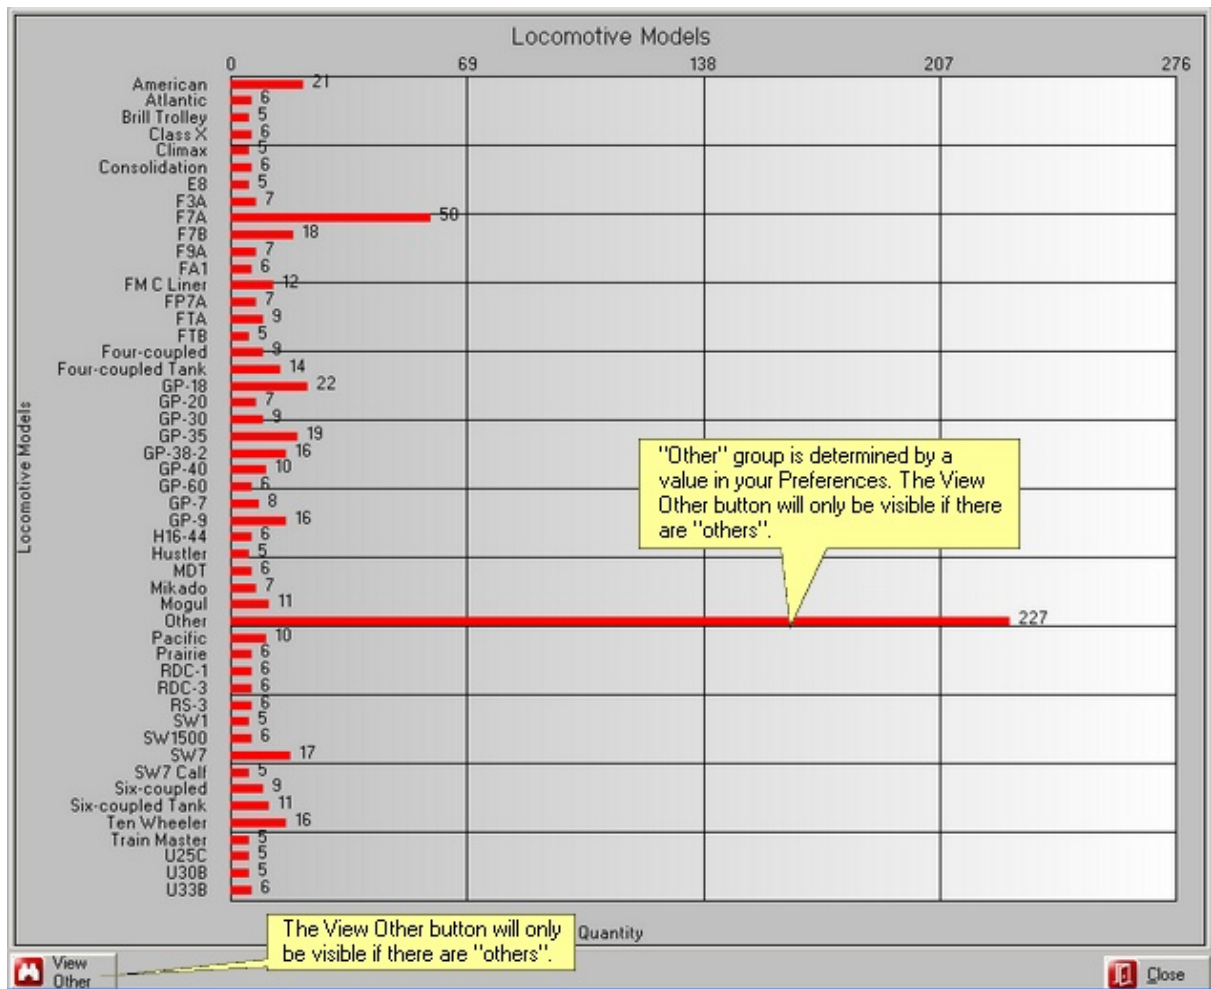 Locomotive Models
0 69 138 207 276
American 21
Atlantic 6
Brill Trolley 5
Class X 6
Climax 5
Consolidation 6
E8 5
F3A 7
F7A 58
F7B 18
F9A 7
FA1 6
FM C Liner 12
FP7A 7
FTA 9
FTB 5
Four-coupled 9
Four-coupled Tank 14
GP-18 22
GP-20 7
GP-30 9
GP-35 19
GP-38-2 16
GP-40 10
GP-60 6
GP-7 8
GP-9 16
H16-44 6
Hustler 5
MDT 6
Mikado 7
Mogul 11
Other 227
Pacific 10
Prairie 6
RDC-1 6
RDC-3 6
RS-3 6
SW1 5
SW1500 6
SW7 17
SW7 Calf 5
Six-coupled 9
Six-coupled Tank 11
Ten Wheeler 16
Train Master 5
U25C 5
U30B 5
U33B 6
Locomotive Models
"Other" group is determined by a
value in your Preferences. The View
Other button will only be visible if there
are "others".
The View Other button will only
be visible if there are "others".
Quantity
View
Other
Close